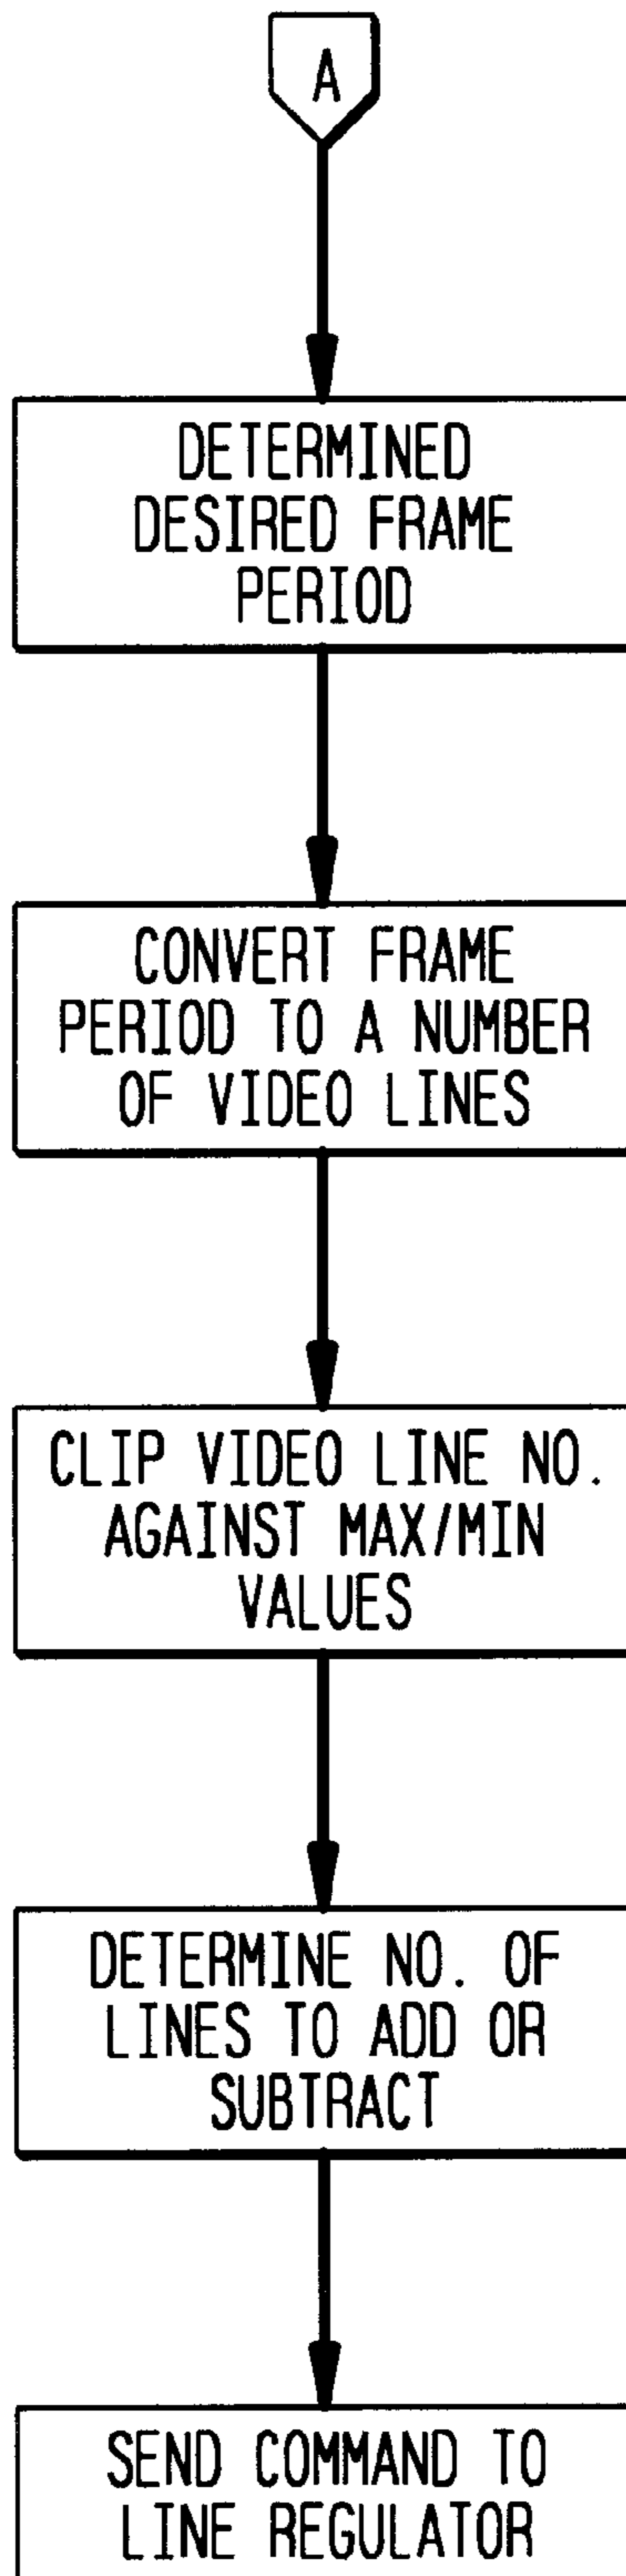 A
DETERMINED
DESIRED FRAME
PERIOD
CONVERT FRAME
PERIOD TO A NUMBER
OF VIDEO LINES
CLIP VIDEO LINE NO.
AGAINST MAX/MIN
VALUES
DETERMINE NO. OF
LINES TO ADD OR
SUBTRACT
SEND COMMAND TO
LINE REGULATOR